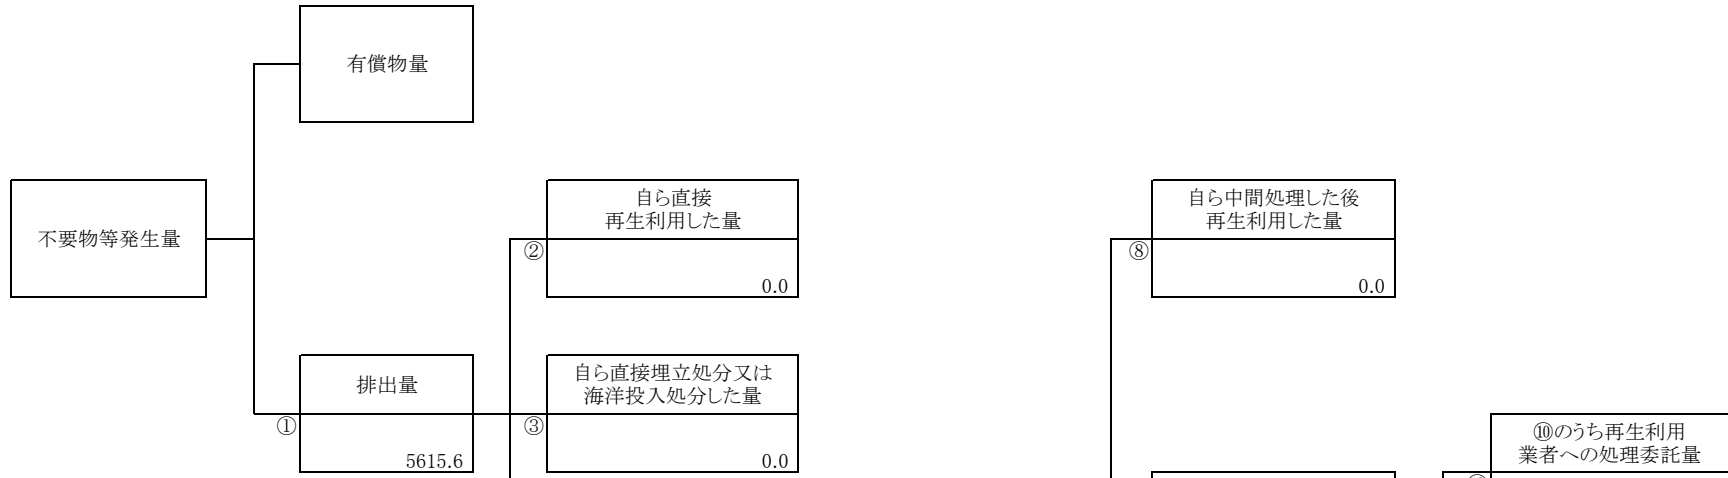 有償物量
不要物等発生量
自ら直接
再生利用した量
②
0.0
自ら中間処理した後
再生利用した量
⑧
0.0
排出量
①
5615.6
自ら直接埋立処分又は
海洋投入処分した量
③
0.0
⑩のうち再生利用
業者への処理委託量